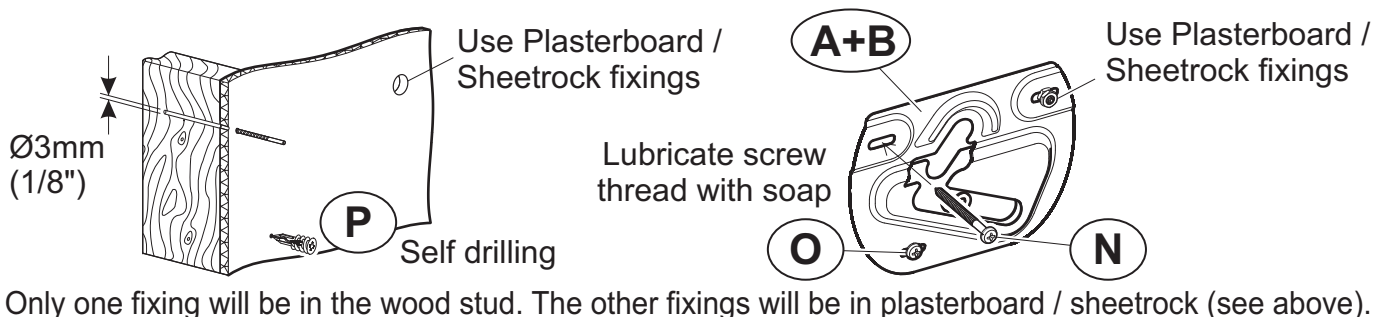 Use Plasterboard /
Sheetrock fixings
Ø3mm
(1/8")
P
Self drilling
A+B
Use Plasterboard /
Sheetrock fixings
Lubricate screw
thread with soap
O
N
Only one fixing will be in the wood stud. The other fixings will be in plasterboard / sheetrock (see above).